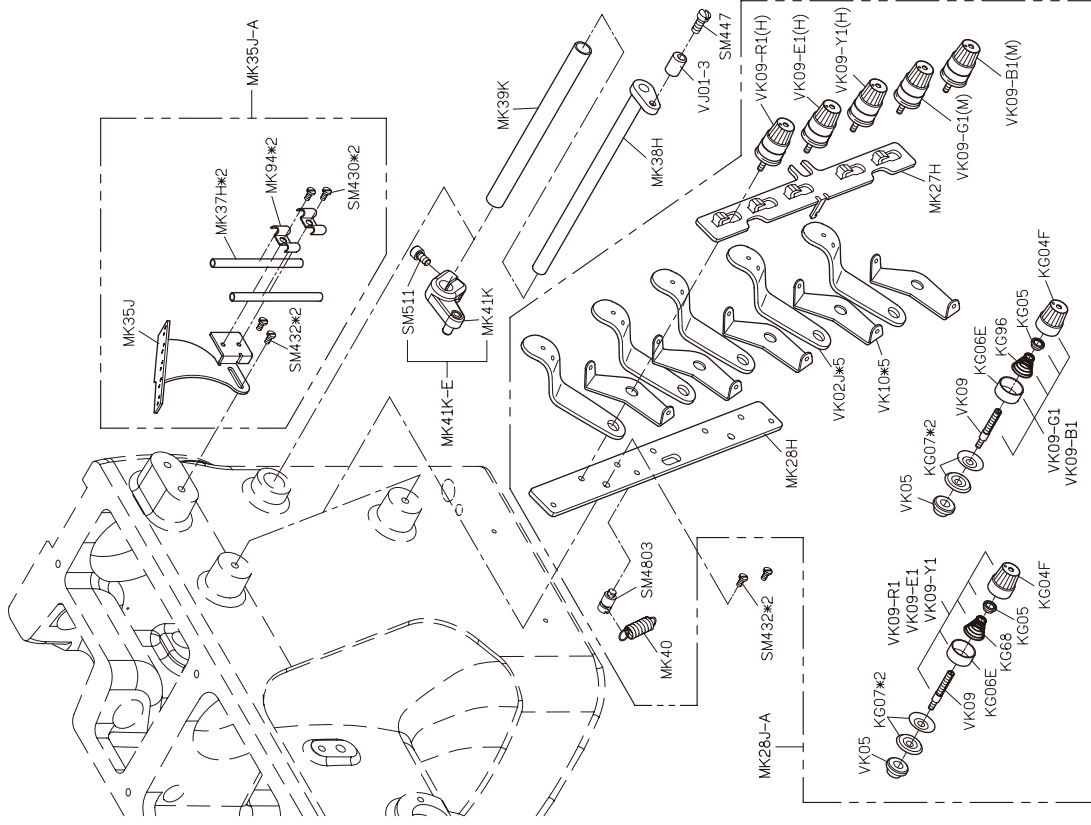 MK35J-A
MK94*2
MK37H*2
SM430*2
MK35J
SM432*2
MK39K
SM511
MK41K
MK41K-E
SM447
VJ01-3
MK38H
VK09-R1(H)
VK09-E1(H)
VK09-Y1(H)
VK09-G1(M)
VK09-B1(M)
MK27H
VK02J*5
VK10*5
MK28H
SM4803
MK40
SM432*2
MK28J-A
VK05
KG07*2
VK09
KG06E
KG96
KG05
KG04F
VK09-G1
VK09-B1
VK05
KG07*2
VK09
KG06E
KG68
KG05
KG04F
VK09-R1
VK09-E1
VK09-Y1